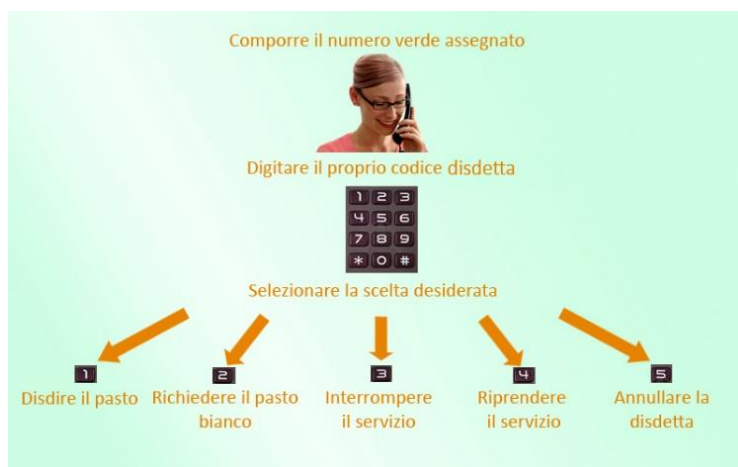 Comporre il numero verde assegnato
Digitare il proprio codice disdetta
1 2 3
4 5 6
7 8 9
* 0 #
Selezionare la scelta desiderata
1 2 3 4 5
Disdire il pasto Richiedere il pasto Interrompere Riprendere Annullare la
bianco il servizio il servizio disdetta